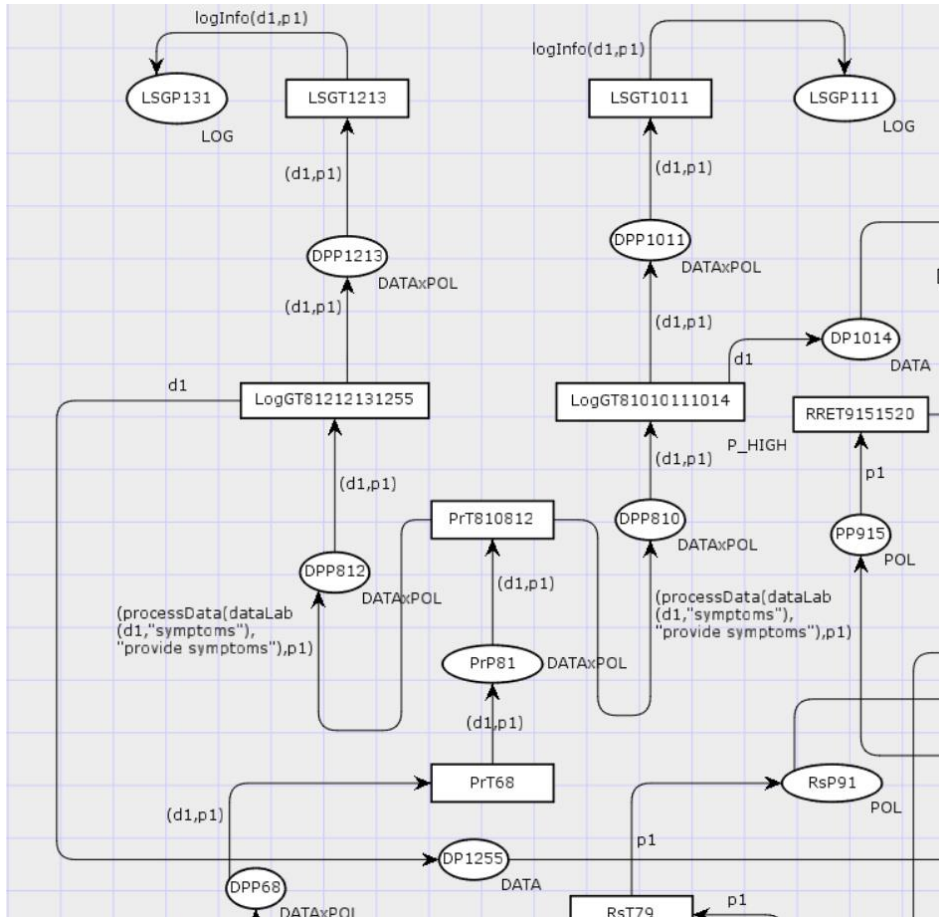 logInfo(d1,p1)
logInfo(d1,p1)
LSGP131
LSGT1213
LSGT1011
LSGP111
LOG
LOG
(d1,p1)
(d1,p1)
DPP1213
DPP1011
DATAxPOL
DATAxPOL
(d1,p1)
(d1,p1)
DP1014
d1
DATA
d1
LogGT81212131255
LogGT81010111014
RRET9151520
P_HIGH
(d1,p1)
p1
(d1,p1)
PrT810812
DPP810
PP915
DATAxPOL
POL
DPP812
DATAxPOL
(d1,p1)
(processData(dataLab
(d1,"symptoms"),
"provide symptoms"),p1)
(processData(dataLab
(d1,"symptoms"),
"provide symptoms"),p1)
PrP81
DATAxPOL
(d1,p1)
PrT68
RsP91
POL
(d1,p1)
p1
DP1255
DATA
DPP68
DATAxPOL
RsT79
p1